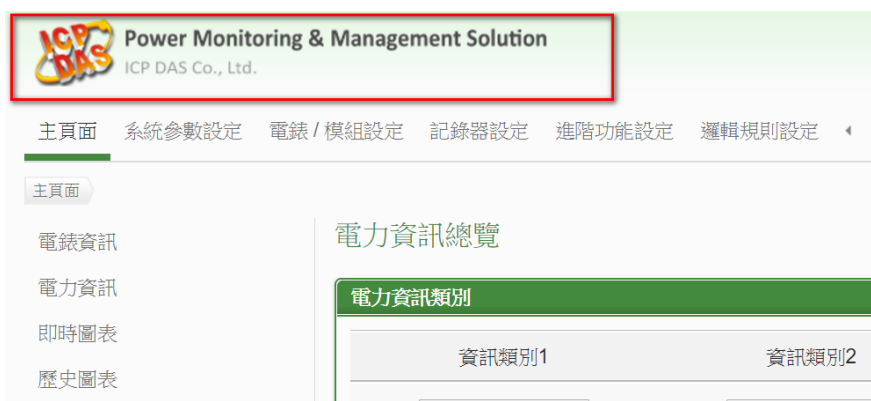 ICP DAS
Power Monitoring & Management Solution
ICP DAS Co., Ltd.
主頁面 系統參數設定 電錶 / 模組設定 記錄器設定 進階功能設定 邏輯規則設定
主頁面
電錶資訊
電力資訊
即時圖表
歷史圖表
電力資訊總覽
電力資訊類別
資訊類別1 資訊類別2